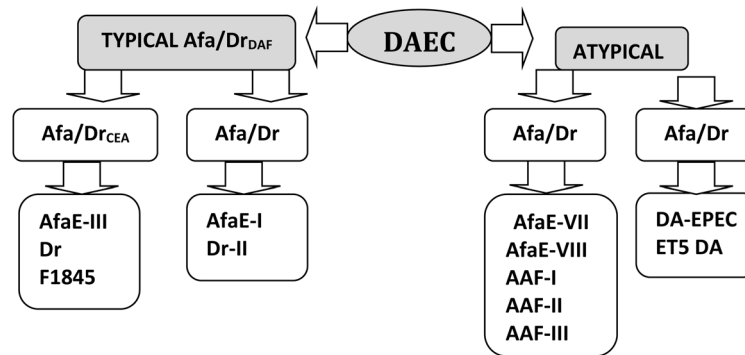 DAEC
TYPICAL Afa/DrDAF
ATYPICAL
Afa/DrCEA
Afa/Dr
Afa/Dr
Afa/Dr
AfaE-III
Dr
F1845
AfaE-I
Dr-II
AfaE-VII
AfaE-VIII
AAF-I
AAF-II
AAF-III
DA-EPEC
ET5 DA